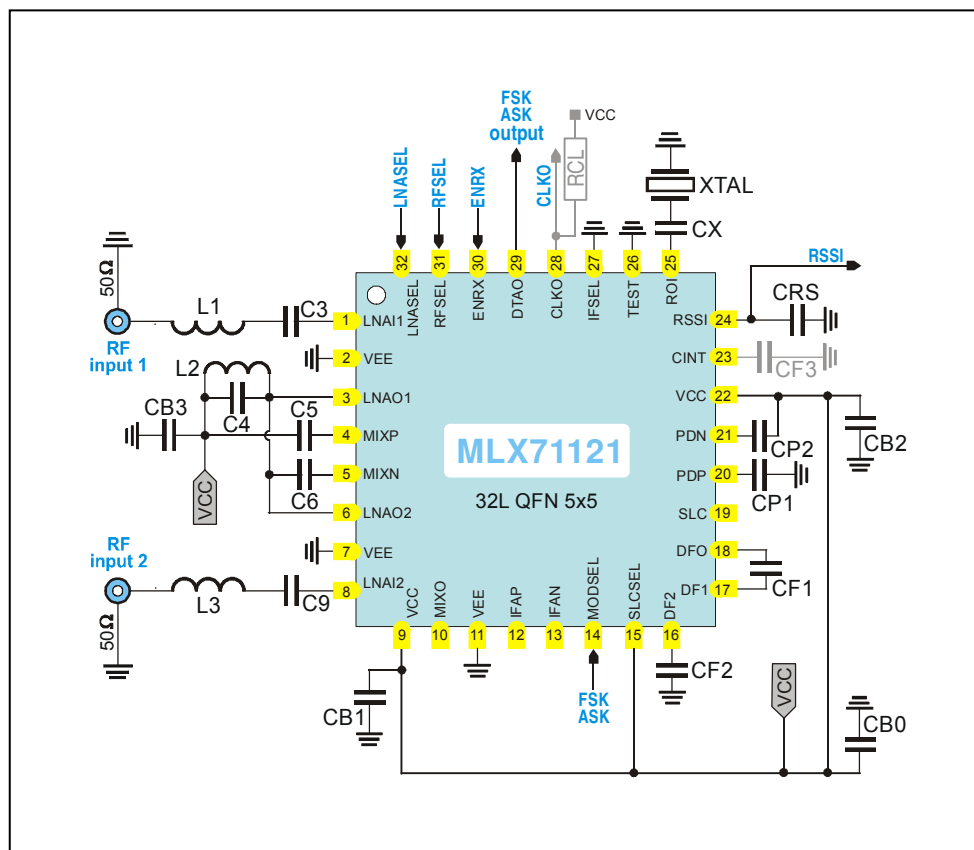 FSK
ASK
output
VCC
LNASEL
RFSEL
ENRX
CLKO
RCL
XTAL
CX
RSSI
32
31
30
29
28
27
26
25
LNASEL
RFSEL
ENRX
DTAO
CLKO
IFSEL
TEST
ROI
50Ω
L1
C3
RF
input 1
1 LNAI1
2 VEE
L2
C4
3 LNAO1
CB3
C5
4 MIXP
C6
5 MIXN
6 LNAO2
VCC
7 VEE
RF
input 2
8 LNAI2
L3
C9
50Ω
MLX71121
32L QFN 5x5
RSSI 24
CRS
CINT 23
CF3
VCC 22
PDN 21
CP2
CB2
PDP 20
CP1
SLC 19
DFO 18
DF1 17
CF1
VCC
MIXO
VEE
IFAP
IFAN
MODSEL
SLCSEL
DF2
9
10
11
12
13
14
15
16
CB1
FSK
ASK
CF2
VCC
CB0